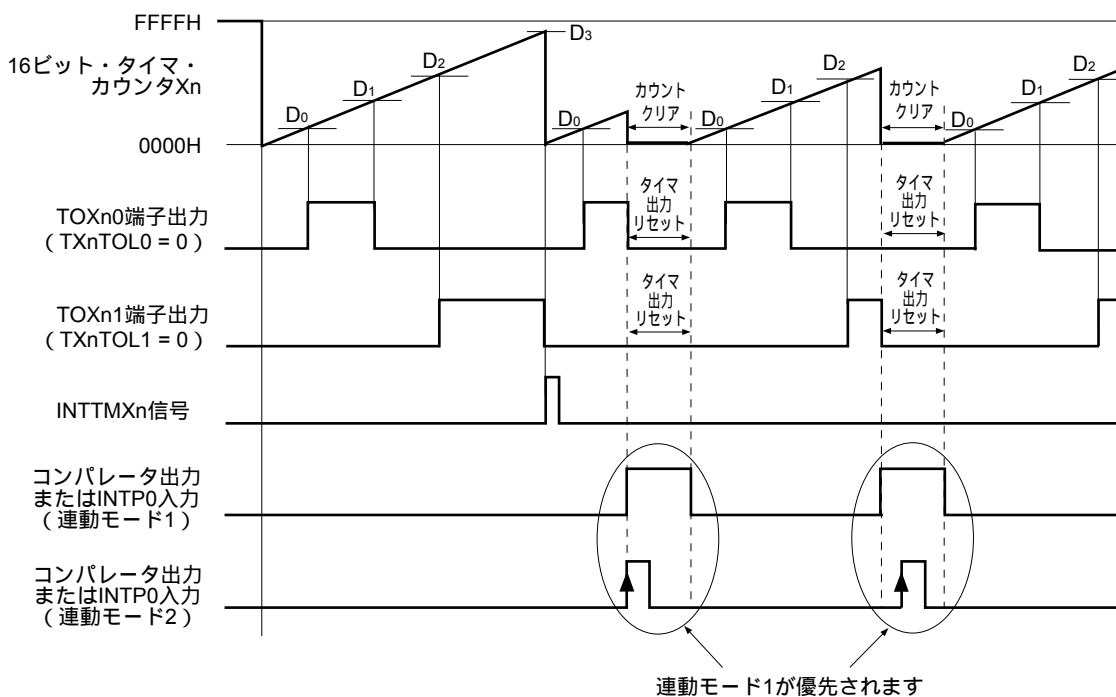 FFFFH
16ビット・タイマ・
カウンタXn
0000H
D0
D1
D2
D3
D0
カウント
クリア
D0
D1
D2
カウント
クリア
D0
D1
D2
TOXn0端子出力
（TXnTOL0 = 0）
タイマ
出力
リセット
タイマ
出力
リセット
TOXn1端子出力
（TXnTOL1 = 0）
タイマ
出力
リセット
タイマ
出力
リセット
INTTMXn信号
コンパレータ出力
またはINTP0入力
（連動モード1）
コンパレータ出力
またはINTP0入力
（連動モード2）
連動モード1が優先されます